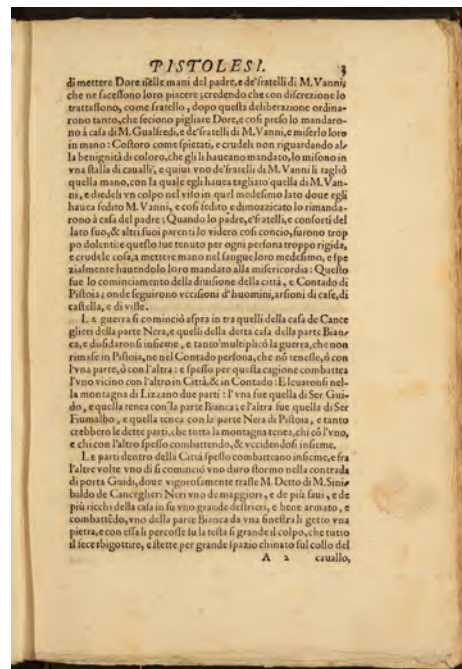 PISTOLESI. 3
di mettere Dore nelle mani del padre, e de'fratelli di M. Vanni,
che ne facessono loro piacere; credendo che con discrezione lo
trattassono, come fratello, dopo questa deliberazione ordina-
rono tanto, che feciono pigliare Dore, e così preso lo mandaro-
no à casa di M. Gualfredi, e de'fratelli di M. Vanni, e miserlo loro
in mano: Costoro come spietati, e crudeli non riguardando al-
la benignità di coloro, che gli li haueano mandato, lo misono in
vna stalla di caualli, e quiui vno de'fratelli di M. Vanni li tagliò
quella mano, con la quale egli hauea tagliato quella di M. Van-
ni, e diedeli vn colpo nel viso in quel medesimo lato doue egli
hauea fedito M. Vanni, e così fedito e dimozzicato lo rimanda-
rono à casa del padre; Quando lo padre, e'fratelli, e consorti del
lato suo, & altri suoi parenti lo videro così concio, furono trop
po dolenti: e questo fue tenuto per ogni persona troppo rigida,
e crudele cosa, a mettere mano nel sangue loro medesimo, e spe
zialmente hauendolo loro mandato alla misericordia: Questo
fue lo cominciamento della diuisione della città, e Contado di
Pistoia; onde seguirono vccisioni d'huomini, arsioni di case, di
castella, e di ville.
LA guerra si cominciò aspra in tra quelli della casa de Cance
glieri della parte Nera, e quelli della detta casa della parte Bian-
ca, e disfidaronsi insieme, e tanto multiplicò la guerra, che non
rimase in Pistoia, ne nel Contado persona, che nō tenesse, ò con
l'vna parte, ò con l'altra: e spesso per questa cagione combattea
l'vno vicino con l'altro in Città, & in Contado: E leuaronsi nel-
la montagna di Lizzano due parti: l'vna fue quella di Ser Gui-
do, e quella tenea con la parte Bianca; e l'altra fue quella di Ser
Fiumalbo, e quella tenea con la parte Nera di Pistoia, e tanto
crebbero le dette parti, che tutta la montagna tenea, chi cō l'vno,
e chi con l'altro spesso combattendo, & vccidendosi insieme.
LE parti dentro della Città spesso combatteano insieme, e fra
l'altre volte vno di si cominciò vno duro stormo nella contrada
di porta Guidi, doue vigorosamente trasse M. Detto di M. Sini-
baldo de Cancegheri Neri vno de maggiori, e de più saui, e de
più ricchi della casa in su vno grande destrieri, e bene armato, e
combattēdo, vno della parte Bianca da vna finestra li gettò vna
pietra, e con essa li percosse su la testa si grande il colpo, che tutto
il fece sbigottire, e stette per grande spazio chinato sul collo del
A 2 cauallo,